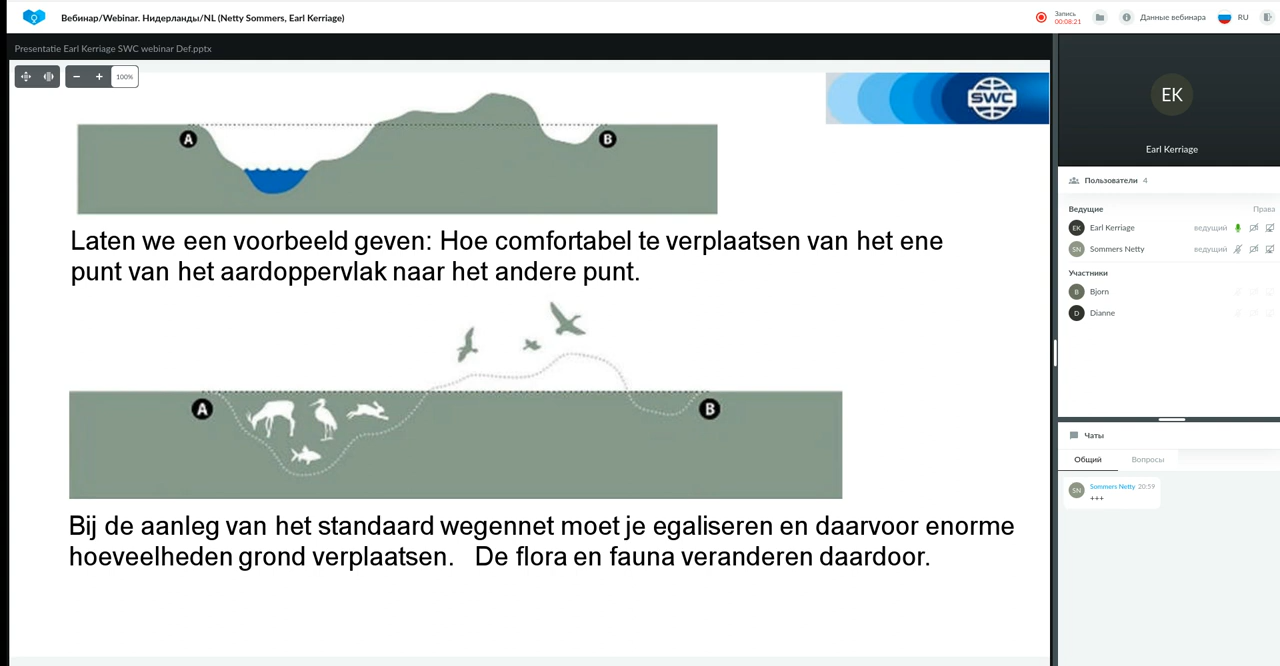 Вебинар/Webinar. Нидерланды/NL (Netty Sommers, Earl Kerriage)
Запись
00:08:21
Данные вебинара
RU
Presentatie Earl Kerriage SWC webinar Def.pptx
100%
SWC
A
B
Laten we een voorbeeld geven: Hoe comfortabel te verplaatsen van het ene
punt van het aardoppervlak naar het andere punt.
A
B
Bij de aanleg van het standaard wegennet moet je egaliseren en daarvoor enorme
hoeveelheden grond verplaatsen. De flora en fauna veranderen daardoor.
EK
Earl Kerriage
Пользователи 4
Ведущие Права
EK Earl Kerriage ведущий
SN Sommers Netty ведущий
Участники
B Bjorn
D Dianne
Чаты
Общий Вопросы
SN Sommers Netty 20:59
+++